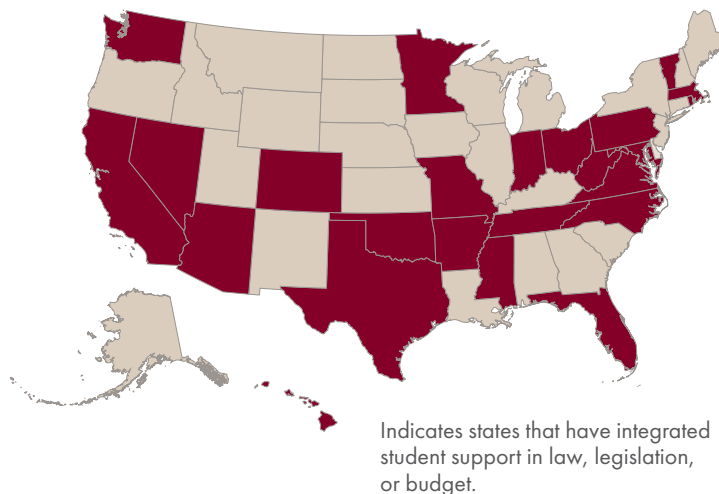 Indicates states that have integrated
student support in law, legislation,
or budget.